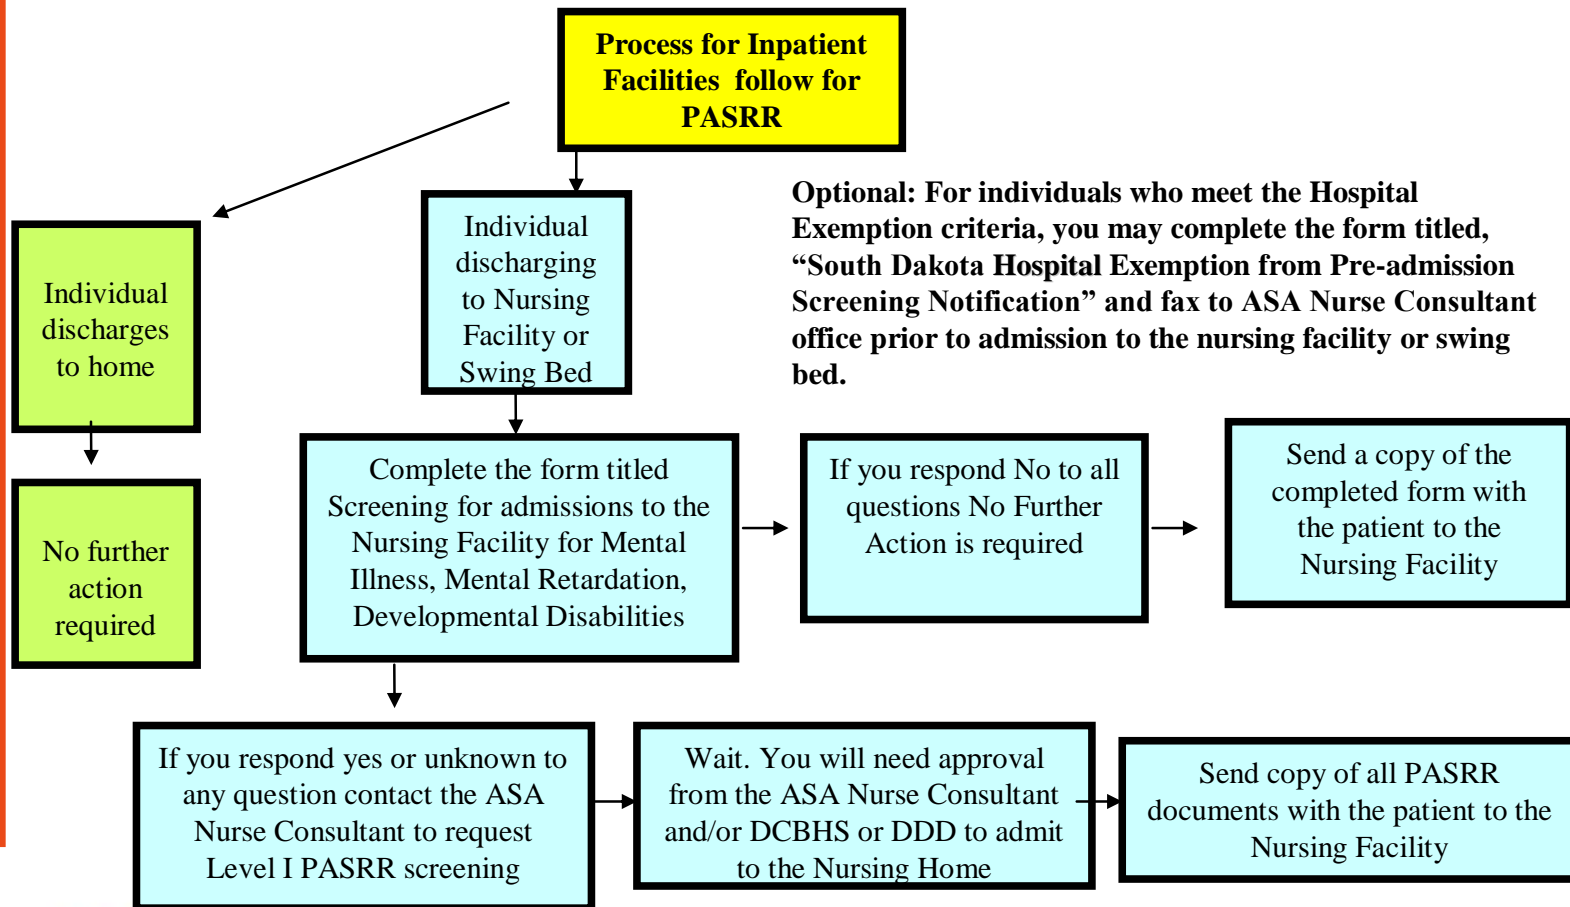 Process for Inpatient
Facilities follow for
PASRR
Optional: For individuals who meet the Hospital
Exemption criteria, you may complete the form titled,
“South Dakota Hospital Exemption from Pre-admission
Screening Notification” and fax to ASA Nurse Consultant
office prior to admission to the nursing facility or swing
bed.
Individual
discharges
to home
Individual
discharging
to Nursing
Facility or
Swing Bed
No further
action
required
Complete the form titled
Screening for admissions to the
Nursing Facility for Mental
Illness, Mental Retardation,
Developmental Disabilities
If you respond No to all
questions No Further
Action is required
Send a copy of the
completed form with
the patient to the
Nursing Facility
If you respond yes or unknown to
any question contact the ASA
Nurse Consultant to request
Level I PASRR screening
Wait. You will need approval
from the ASA Nurse Consultant
and/or DCBHS or DDD to admit
to the Nursing Home
Send copy of all PASRR
documents with the patient to the
Nursing Facility